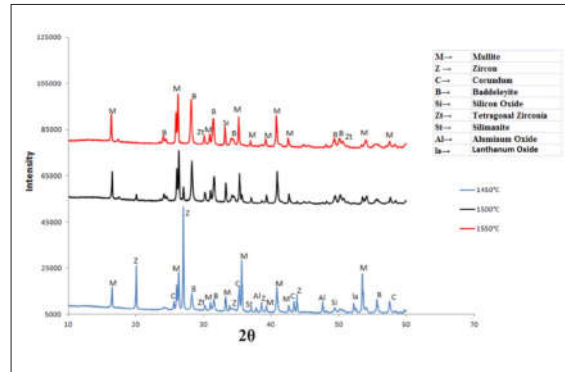 125000
105000
85000
65000
45000
25000
5000
Intensity
10 20 30 40 50 60 70
2θ
M→ Mullite
Z → Zircon
C→ Corundum
B→ Baddeleyite
Si→ Silicon Oxide
Zt→ Tetragonal Zirconia
St→ Silimanite
Al→ Aluminum Oxide
la→ Lanthanum Oxide
1450°C
1500°C
1550°C
M B M B Zt M B Si B M M M M M B B Zt M M
M Z C M Z B Zt M B M Z C M St Al Z M M M C Z Al Si la M B C